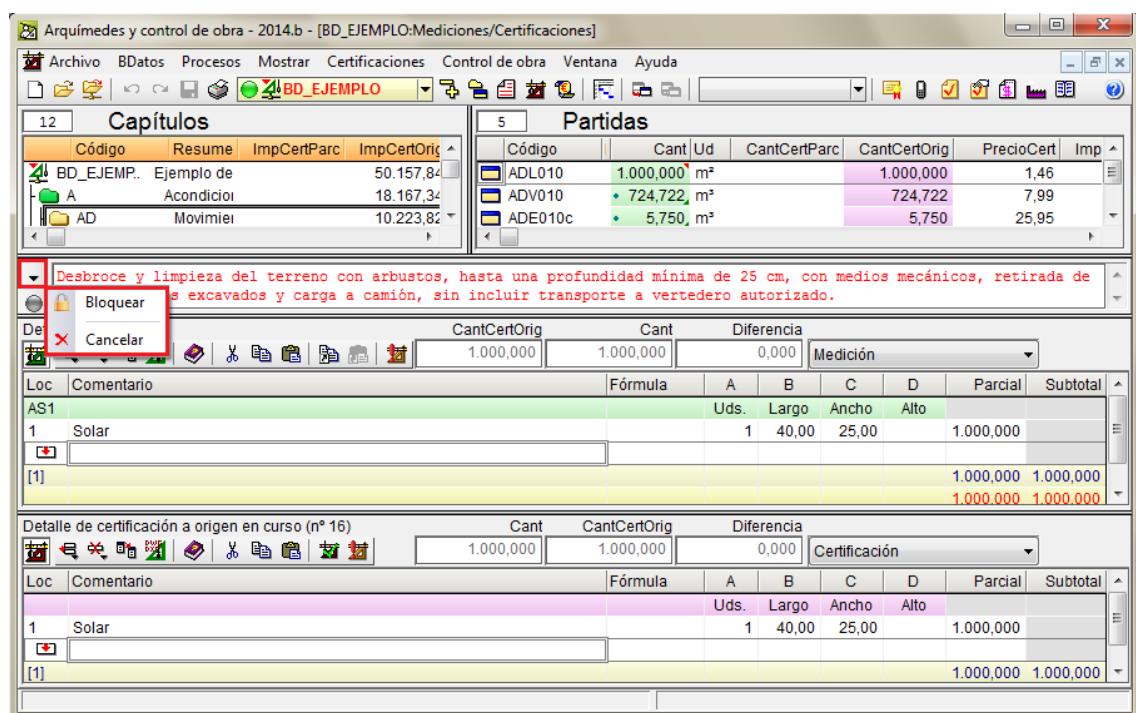 Arquímedes y control de obra - 2014.b - [BD_EJEMPLO:Mediciones/Certificaciones]
Archivo BDatos Procesos Mostrar Certificaciones Control de obra Ventana Ayuda
BD_EJEMPLO
12 Capítulos
Código Resume ImpCertParc ImpCertOrig
BD_EJEMP.. Ejemplo de 50.157,84
A Acondicior 18.167,34
AD Movimier 10.223,82
5 Partidas
Código Cant Ud CantCertParc CantCertOrig PrecioCert Imp
ADL010 1.000,000 m² 1.000,000 1,46
ADV010 724,722 m³ 724,722 7,99
ADE010c 5,750 m³ 5,750 25,95
Desbroce y limpieza del terreno con arbustos, hasta una profundidad mínima de 25 cm, con medios mecánicos, retirada de
s excavados y carga a camión, sin incluir transporte a vertedero autorizado.
Bloquear
Cancelar
De CantCertOrig Cant Diferencia
1.000,000 1.000,000 0,000 Medición
Loc Comentario Fórmula A B C D Parcial Subtotal
AS1 Uds. Largo Ancho Alto
1 Solar 1 40,00 25,00 1.000,000
[1] 1.000,000 1.000,000
1.000,000 1.000,000
Detalle de certificación a origen en curso (nº 16) Cant CantCertOrig Diferencia
1.000,000 1.000,000 0,000 Certificación
Loc Comentario Fórmula A B C D Parcial Subtotal
Uds. Largo Ancho Alto
1 Solar 1 40,00 25,00 1.000,000
[1] 1.000,000 1.000,000